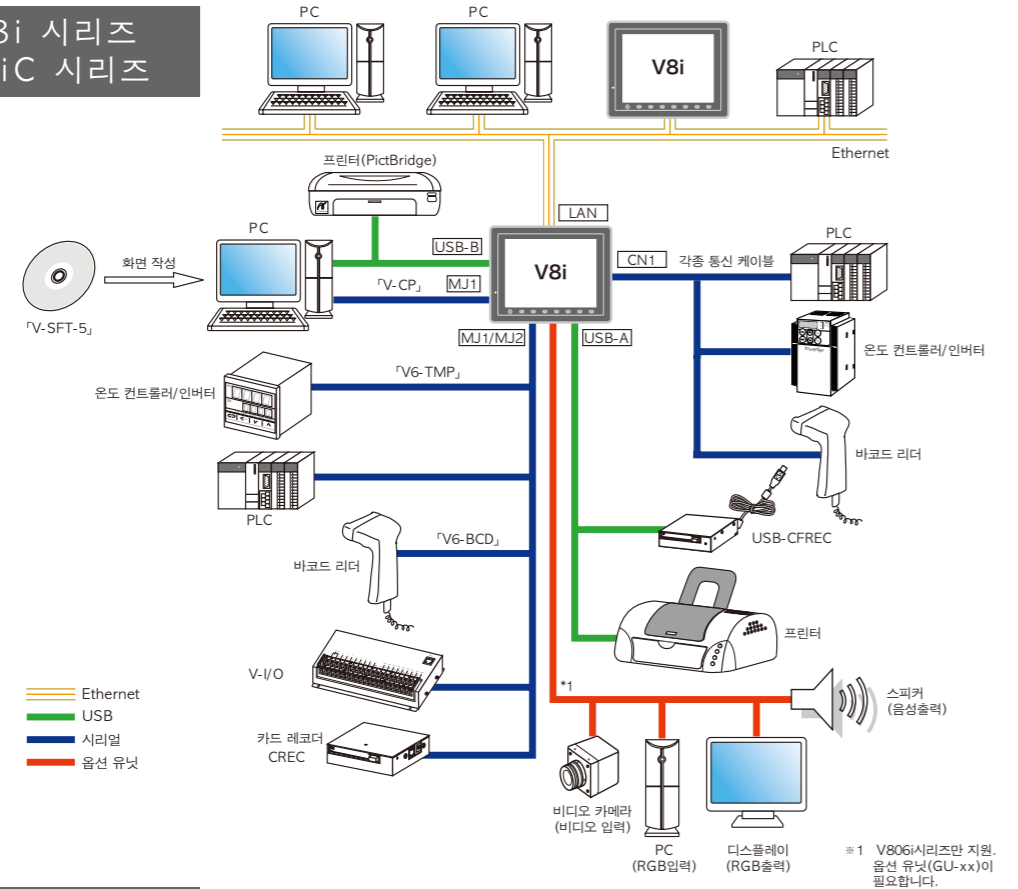 8i 시리즈
iC 시리즈
PC
PC
V8i
PLC
Ethernet
프린터(PictBridge)
LAN
PC
USB-B
V8i
CN1
각종 통신 케이블
PLC
화면 작성
「V-CP」
MJ1
「V-SFT-5」
MJ1/MJ2
USB-A
온도 컨트롤러/인버터
「V6-TMP」
온도 컨트롤러/인버터
바코드 리더
PLC
USB-CFREC
「V6-BCD」
바코드 리더
프린터
V-I/O
*1
Ethernet
USB
시리얼
옵션 유닛
스피커
(음성출력)
카드 레코더
CREC
비디오 카메라
(비디오 입력)
PC
(RGB입력)
디스플레이
(RGB출력)
※1 V806i시리즈만 지원.
옵션 유닛(GU-xx)이
필요합니다.